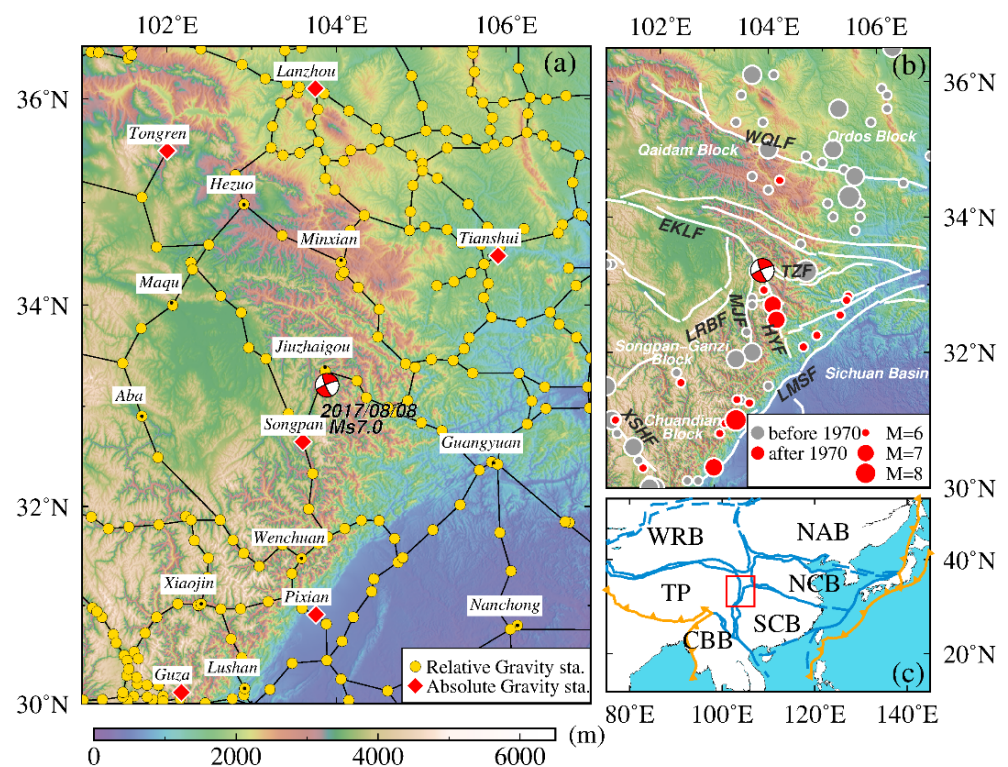 102°E 104°E 106°E
36°N
34°N
32°N
30°N
(a)
Lanzhou
Tongren
Hezuo
Minxian
Tianshui
Maqu
Jiuzhaigou
Aba
2017/08/08
Ms7.0
Songpan
Guangyuan
Wenchuan
Xiaojin
Pixian
Nanchong
Guza
Lushan
Relative Gravity sta.
Absolute Gravity sta.
0 2000 4000 6000 (m)
102°E 104°E 106°E
(b)
WQLF
Qrdos Block
Qaidam Block
EKLF
TZF
MJF
LRBF
HYF
Songpan-Ganzi
Block
Sichuan Basin
LMSF
XSHF
Chuandian
Block
before 1970
after 1970
M=6
M=7
M=8
36°N
34°N
32°N
30°N
WRB
NAB
TP
NCB
SCB
CBB
(c)
40°N
20°N
80°E 100°E 120°E 140°E